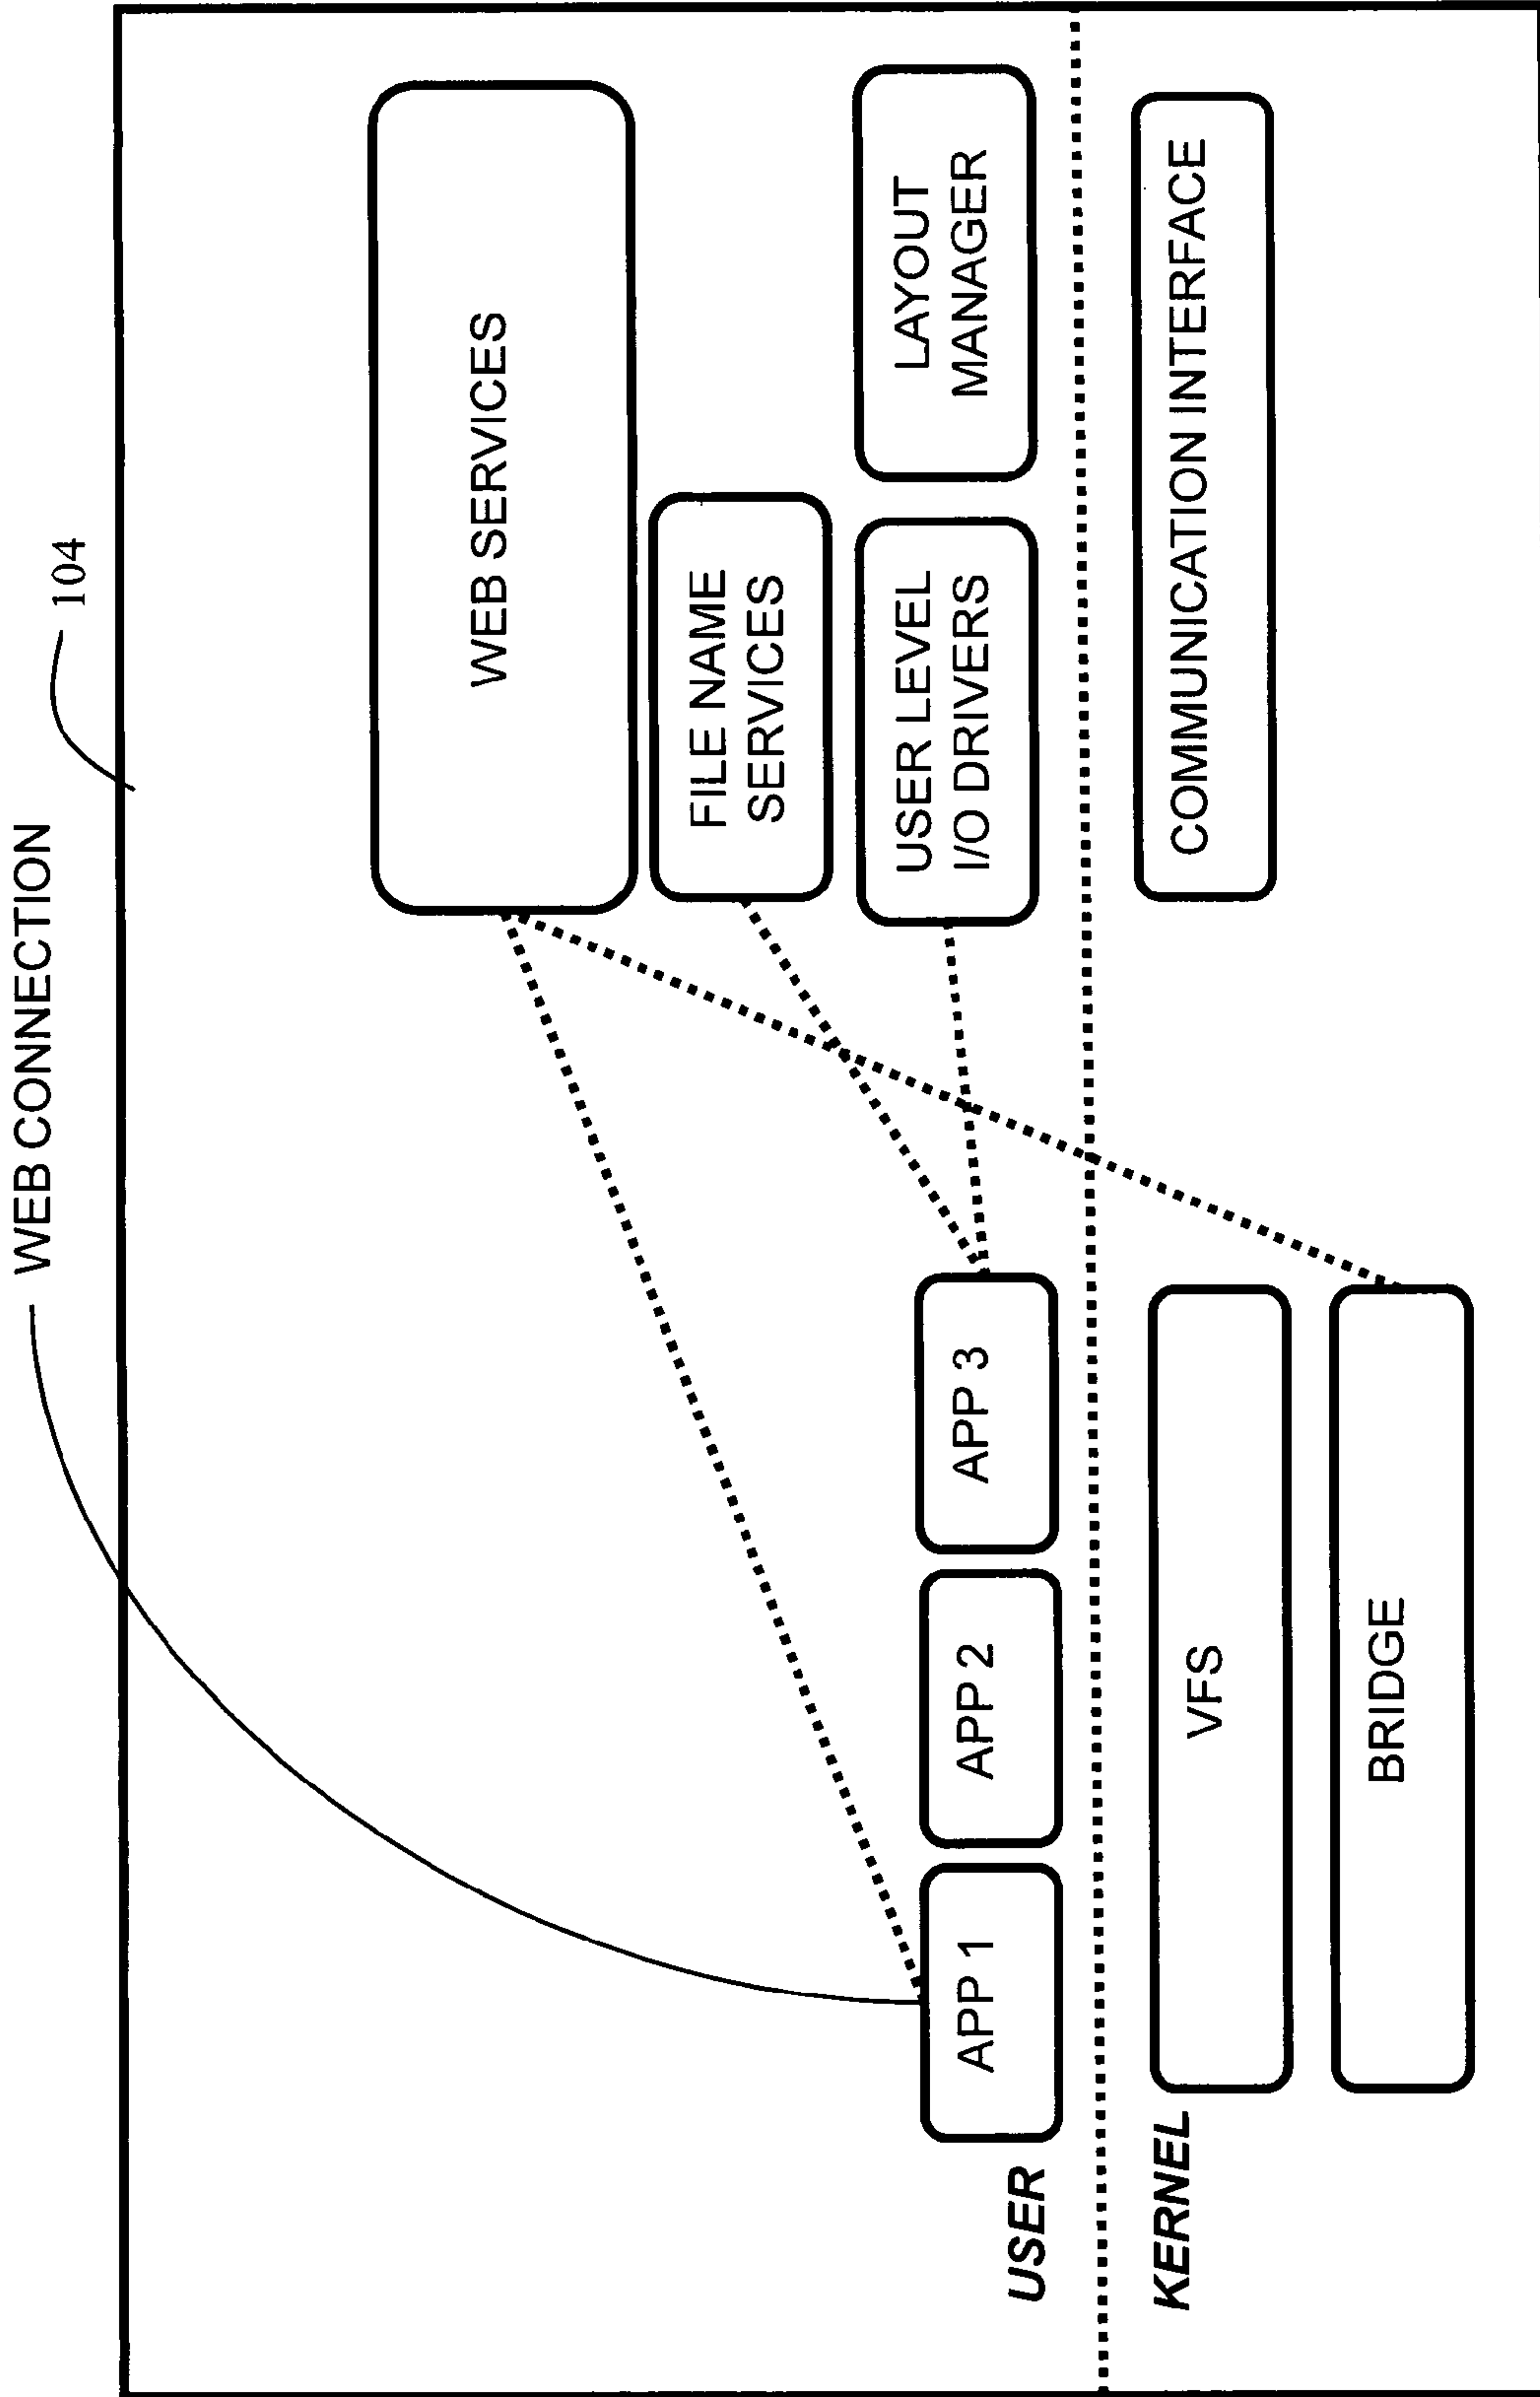 WEB CONNECTION
104
WEB SERVICES
FILE NAME
SERVICES
USER LEVEL
I/O DRIVERS
LAYOUT
MANAGER
APP 1
APP 2
APP 3
USER
KERNEL
VFS
COMMUNICATION INTERFACE
BRIDGE